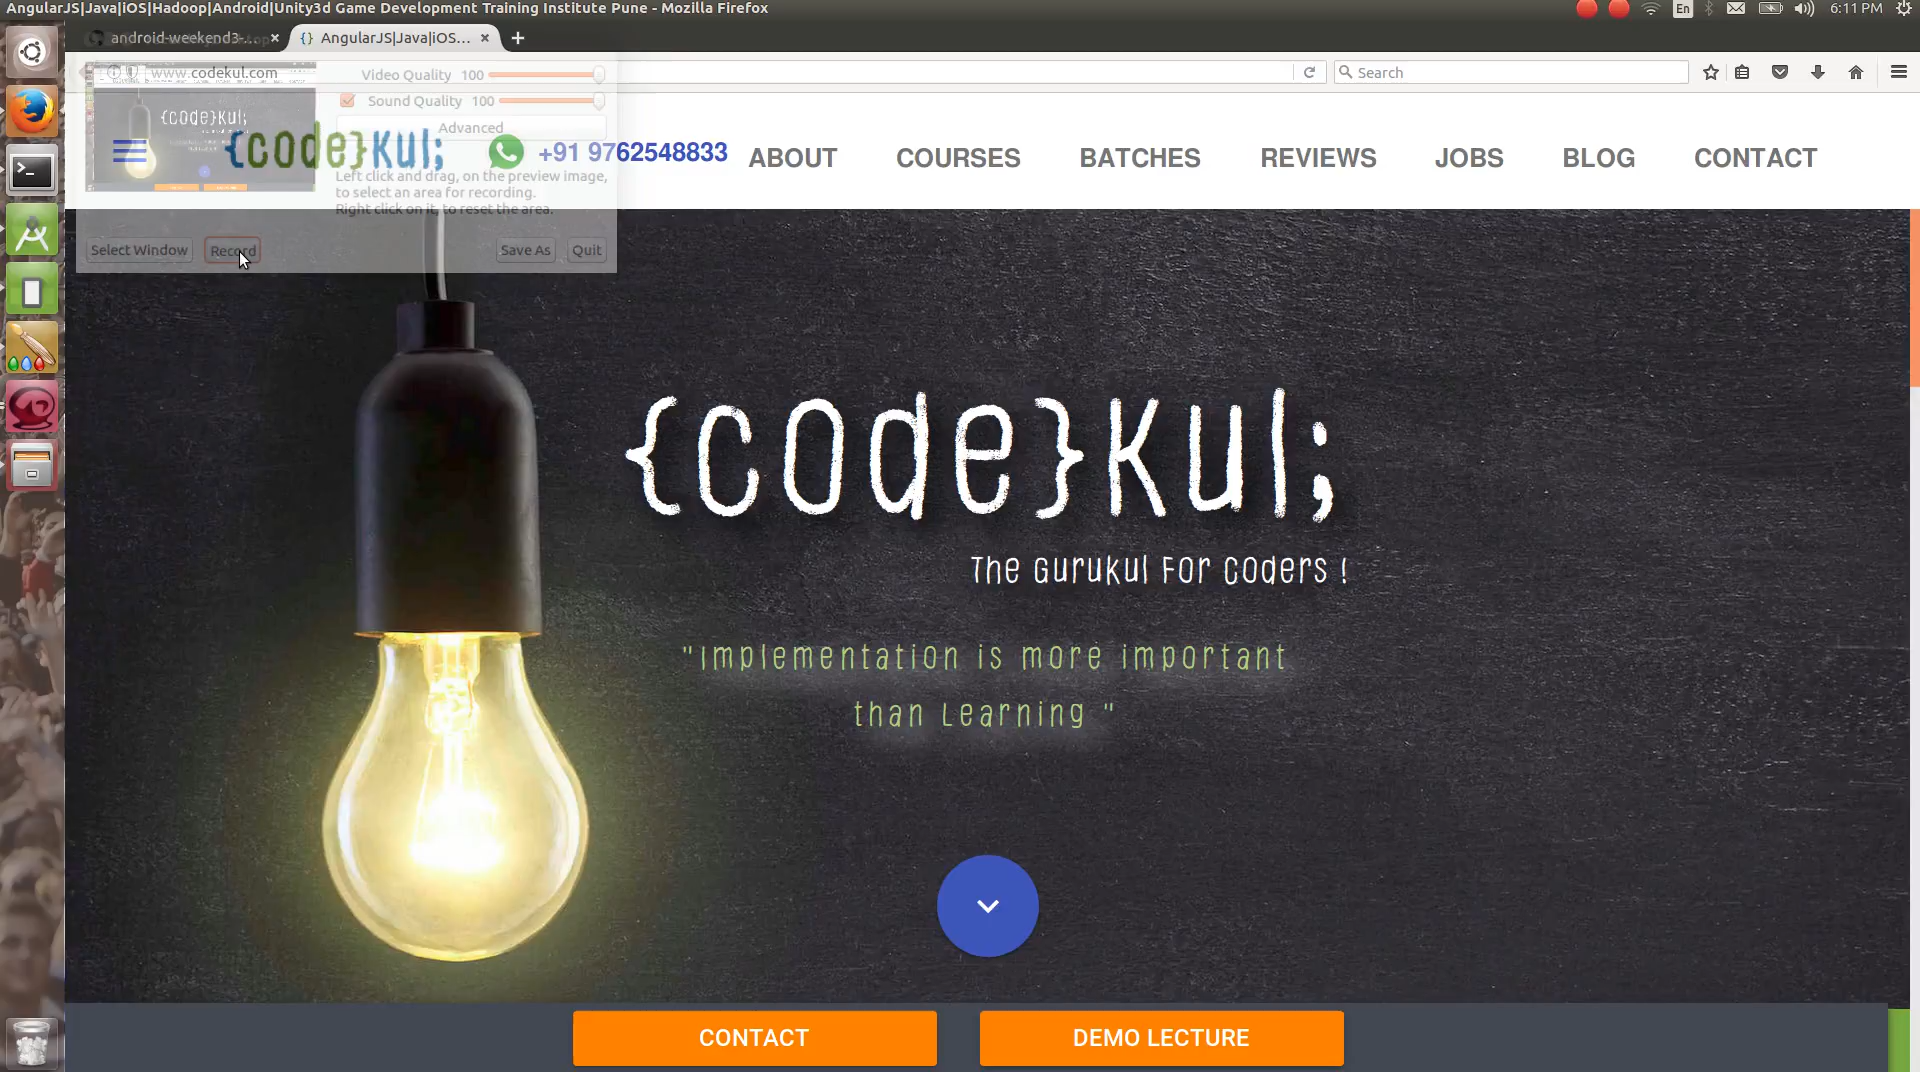 AngularJS|Java|iOS|Hadoop|Android|Unity3d Game Development Training Institute Pune - Mozilla Firefox
En
6:11 PM
android-weekend3-...
AngularJS|Java|iOS...
www.codekul.com
Search
Video Quality 100
Sound Quality 100
Advanced
Left click and drag, on the preview image,
to select an area for recording.
Right click on it, to reset the area.
Select Window
Record
Save As
Quit
{code}kul;
+91 9762548833
ABOUT
COURSES
BATCHES
REVIEWS
JOBS
BLOG
CONTACT
{code}kul;
The Gurukul For Coders !
"Implementation is more important
than Learning "
CONTACT
DEMO LECTURE